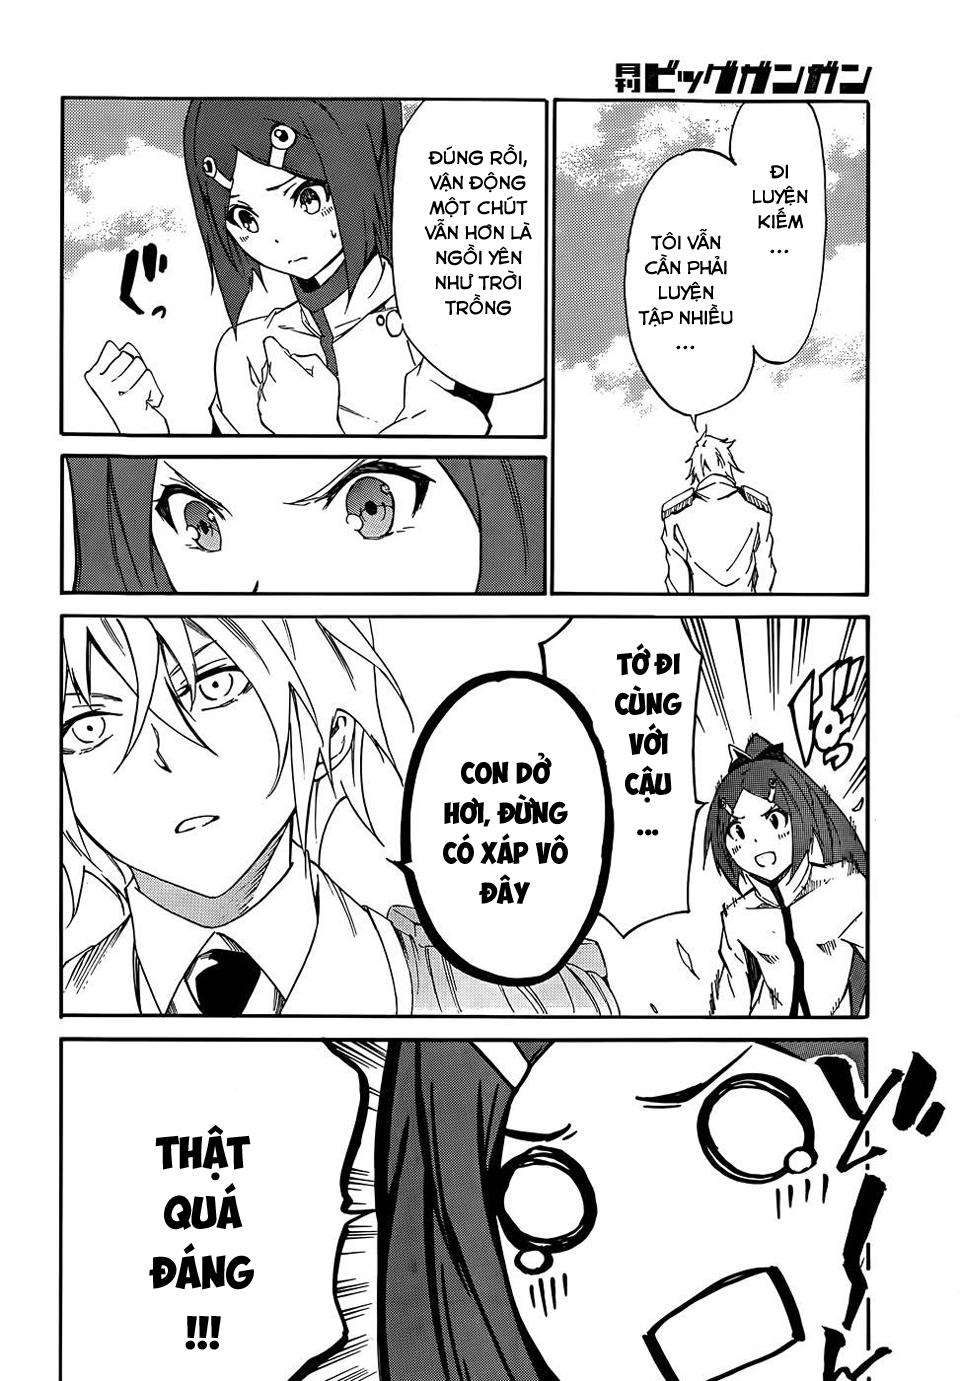 月刊ビッグガンガン
ĐI
LUYỆN
KIẾM
...
TÔI VẪN
CẦN PHẢI
LUYỆN
TẬP NHIỀU
...
ĐÚNG RỒI,
VẬN ĐỘNG
MỘT CHÚT
VẪN HƠN LÀ
NGỒI YÊN
NHƯ TRỜI
TRỒNG
TỚ ĐI
CÙNG
VỚI
CẬU
...
CON DỞ
HƠI, ĐỪNG
CÓ XÁP VÔ
ĐÂY
THẬT
QUÁ
ĐÁNG
!!!